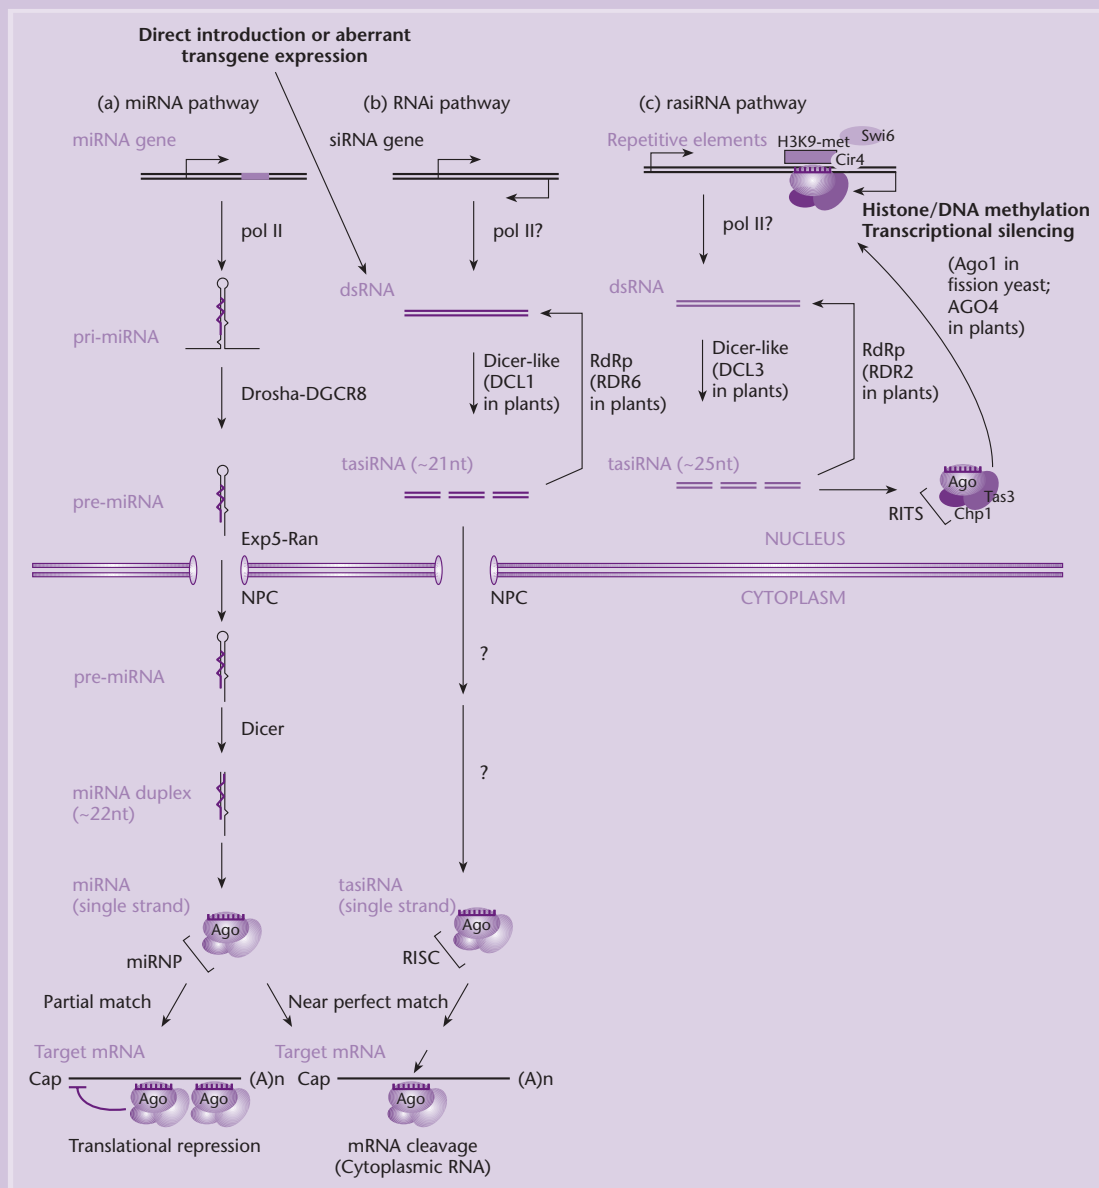 Direct introduction or aberrant
transgene expression
(a) miRNA pathway
miRNA gene
pol II
pri-miRNA
Drosha-DGCR8
pre-miRNA
Exp5-Ran
NPC
pre-miRNA
Dicer
miRNA duplex
(~22nt)
miRNA
(single strand)
Ago
miRNP
Partial match
Target mRNA
Cap
(A)n
Ago
Ago
Translational repression
(b) RNAi pathway
siRNA gene
pol II?
dsRNA
Dicer-like
(DCL1
in plants)
RdRp
(RDR6
in plants)
tasiRNA (~21nt)
NPC
?
?
tasiRNA
(single strand)
Ago
RISC
Near perfect match
Target mRNA
Cap
(A)n
Ago
mRNA cleavage
(Cytoplasmic RNA)
(c) rasiRNA pathway
Repetitive elements
H3K9-met
Swi6
Cir4
Histone/DNA methylation
Transcriptional silencing
pol II?
(Ago1 in
fission yeast;
AGO4
in plants)
dsRNA
Dicer-like
(DCL3
in plants)
RdRp
(RDR2
in plants)
tasiRNA (~25nt)
Ago
Tas3
Chp1
RITS
NUCLEUS
CYTOPLASM